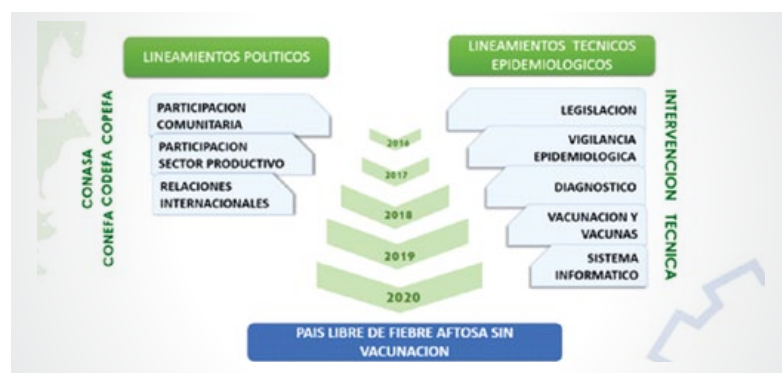 LINEAMIENTOS POLITICOS
PARTICIPACION
COMUNITARIA
PARTICIPACION
SECTOR PRODUCTIVO
RELACIONES
INTERNACIONALES
CONASA
CONEFA CODEFA COPEFA
2016
2017
2018
2019
2020
LINEAMIENTOS TECNICOS
EPIDEMIOLOGICOS
LEGISLACION
VIGILANCIA
EPIDEMIOLOGICA
DIAGNOSTICO
VACUNACION Y
VACUNAS
SISTEMA
INFORMATICO
INTERVENCION TECNICA
PAIS LIBRE DE FIEBRE AFTOSA SIN
VACUNACION